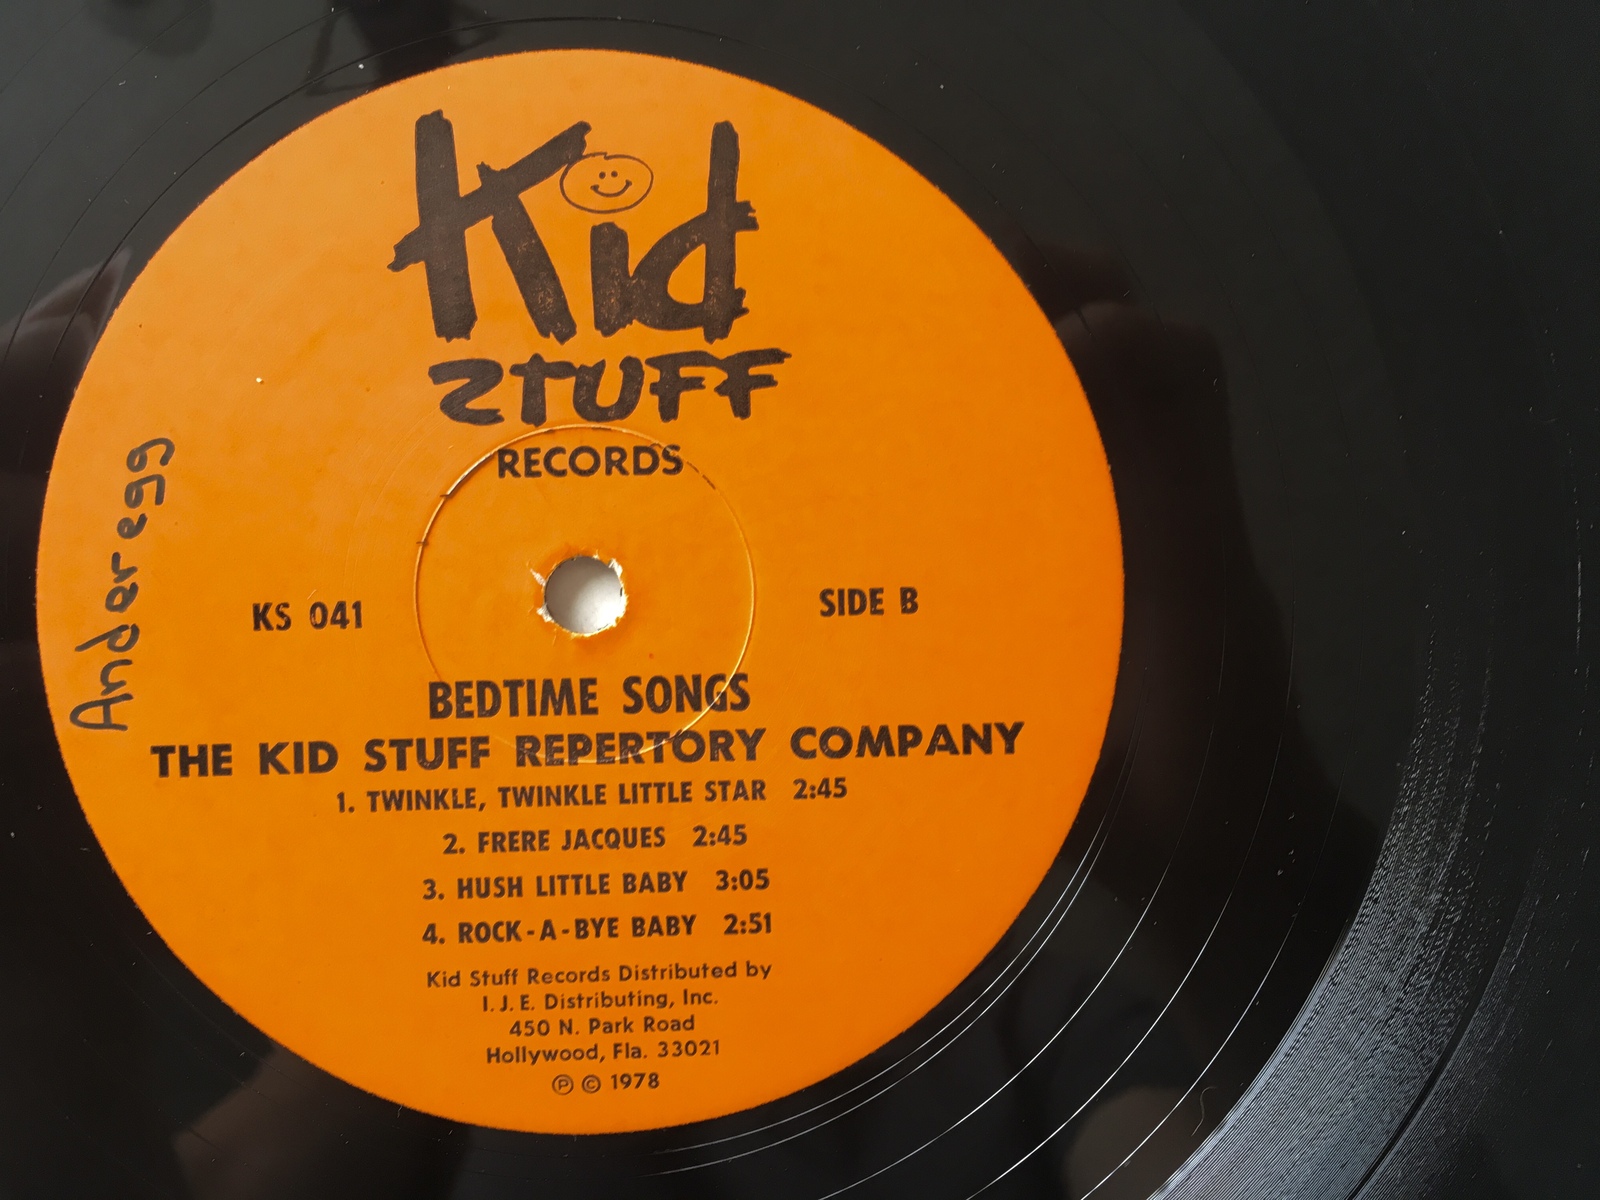 Kid
STUFF
RECORDS
Anderegg
KS 041
SIDE B
BEDTIME SONGS
THE KID STUFF REPERTORY COMPANY
1. TWINKLE, TWINKLE LITTLE STAR 2:45
2. FRERE JACQUES 2:45
3. HUSH LITTLE BABY 3:05
4. ROCK-A-BYE BABY 2:51
Kid Stuff Records Distributed by
I. J. E. Distributing, Inc.
450 N. Park Road
Hollywood, Fla. 33021
℗ © 1978